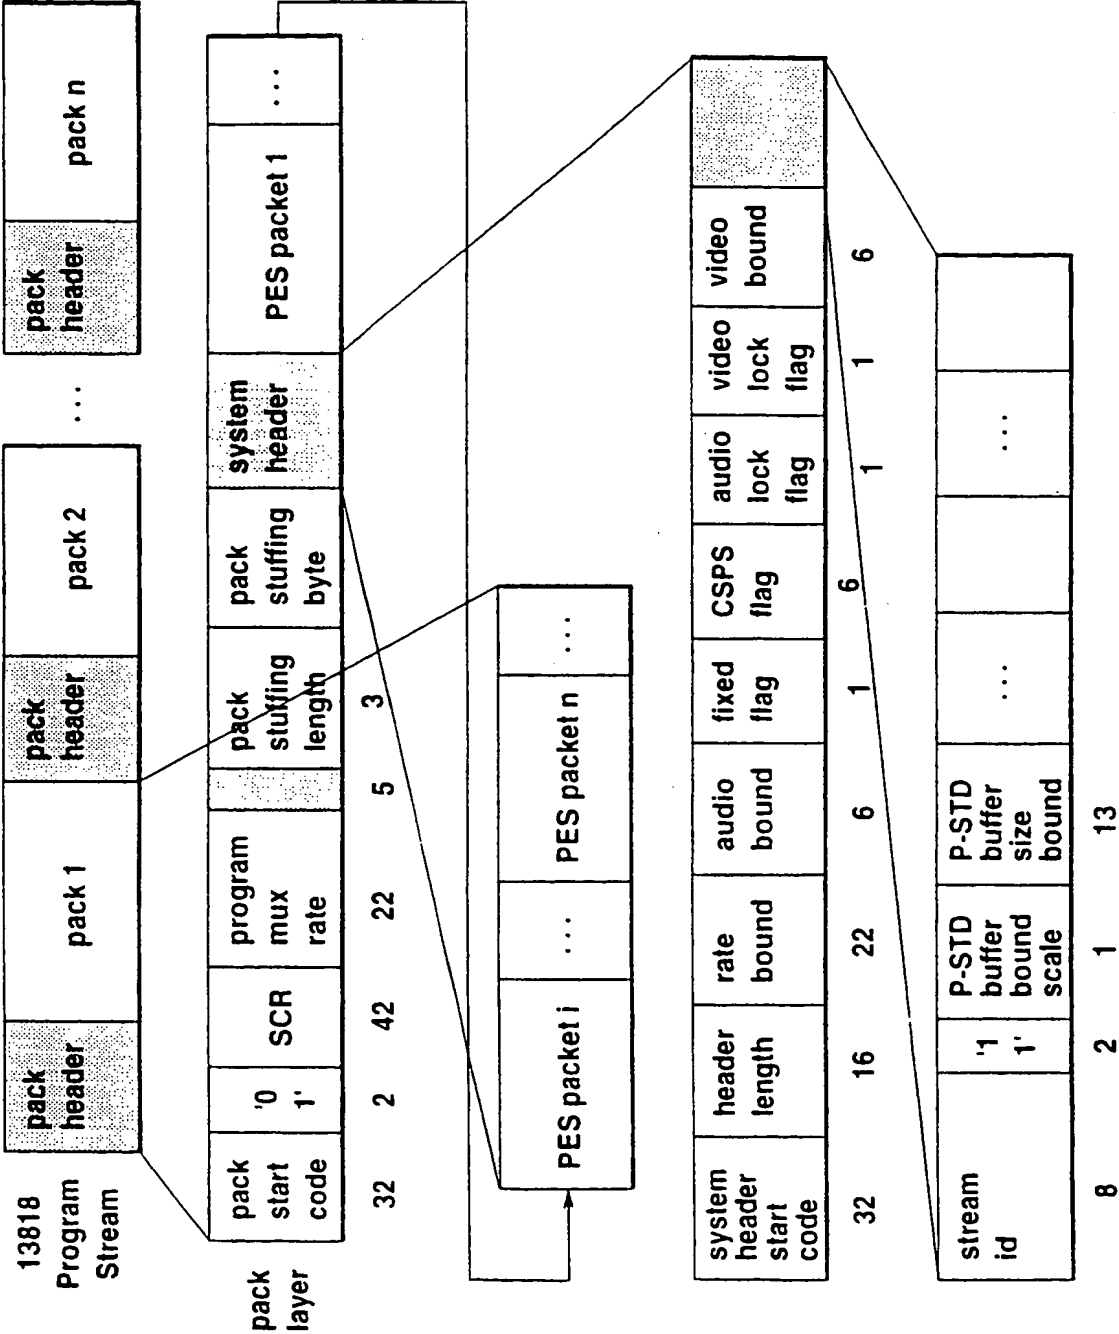 13818
Program
Stream
pack
header
pack 1
pack
header
pack 2
...
pack
header
pack n
pack
layer
pack
start
code
'0
1'
SCR
program
mux
rate
pack
stuffing
length
pack
stuffing
byte
system
header
PES packet 1
...
32
2
42
22
5
3
PES packet i
...
PES packet n
...
system
header
start
code
header
length
rate
bound
audio
bound
fixed
flag
CSPS
flag
audio
lock
flag
video
lock
flag
video
bound
32
16
22
6
1
6
1
1
6
stream
id
'1
1'
P-STD
buffer
bound
scale
P-STD
buffer
size
bound
...
...
8
2
1
13